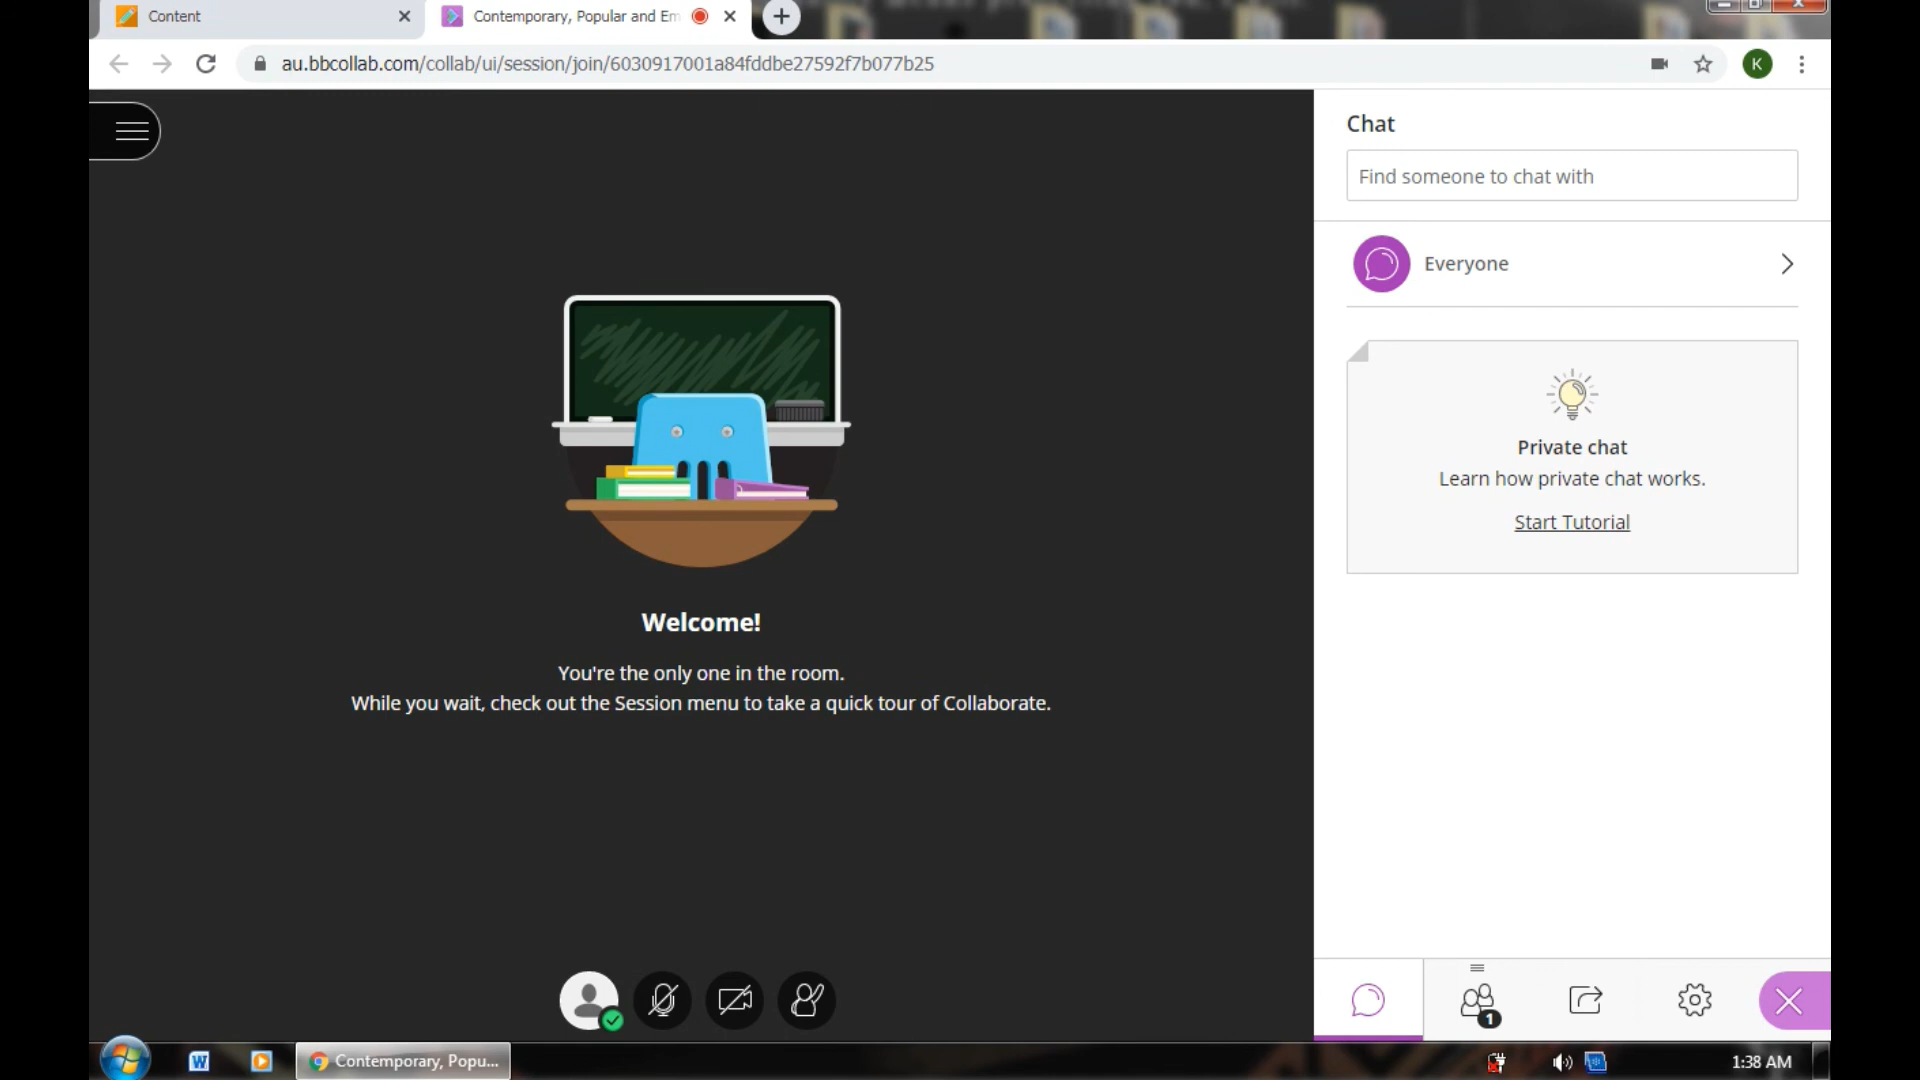 Content
Contemporary, Popular and Em
au.bbcollab.com/collab/ui/session/join/6030917001a84fddbe27592f7b077b25
K
Chat
Find someone to chat with
Everyone
Private chat
Learn how private chat works.
Start Tutorial
Welcome!
You're the only one in the room.
While you wait, check out the Session menu to take a quick tour of Collaborate.
1
W
Contemporary, Popu...
1:38 AM